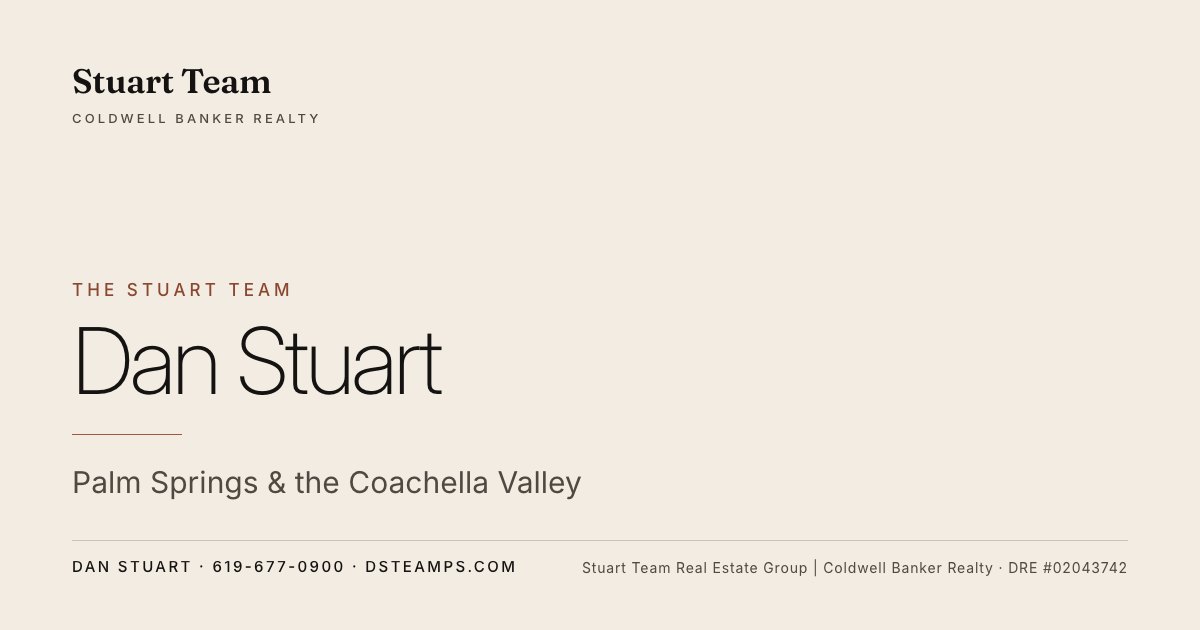 Stuart Team
COLDWELL BANKER REALTY
THE STUART TEAM
Dan Stuart
Palm Springs & the Coachella Valley
DAN STUART · 619-677-0900 · DSTEAMPS.COM
Stuart Team Real Estate Group | Coldwell Banker Realty · DRE #02043742